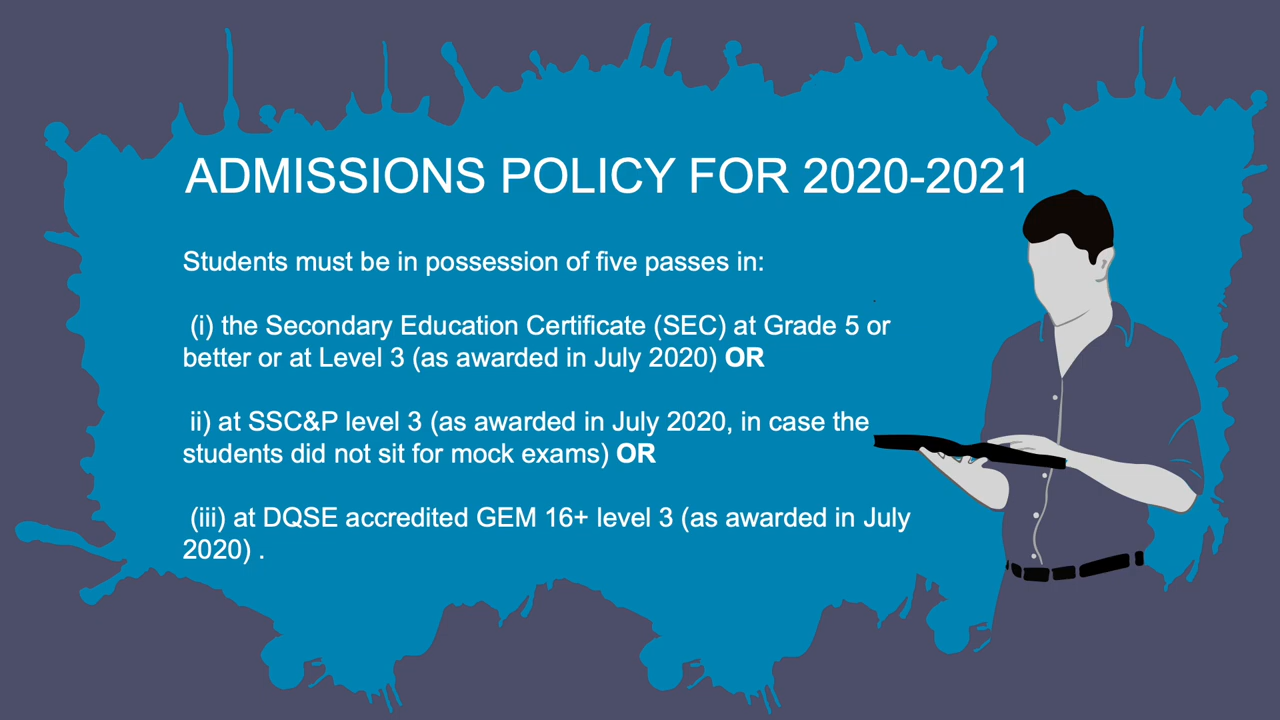 ADMISSIONS POLICY FOR 2020-2021
Students must be in possession of five passes in:
(i) the Secondary Education Certificate (SEC) at Grade 5 or
better or at Level 3 (as awarded in July 2020) OR
ii) at SSC&P level 3 (as awarded in July 2020, in case the
students did not sit for mock exams) OR
(iii) at DQSE accredited GEM 16+ level 3 (as awarded in July
2020) .